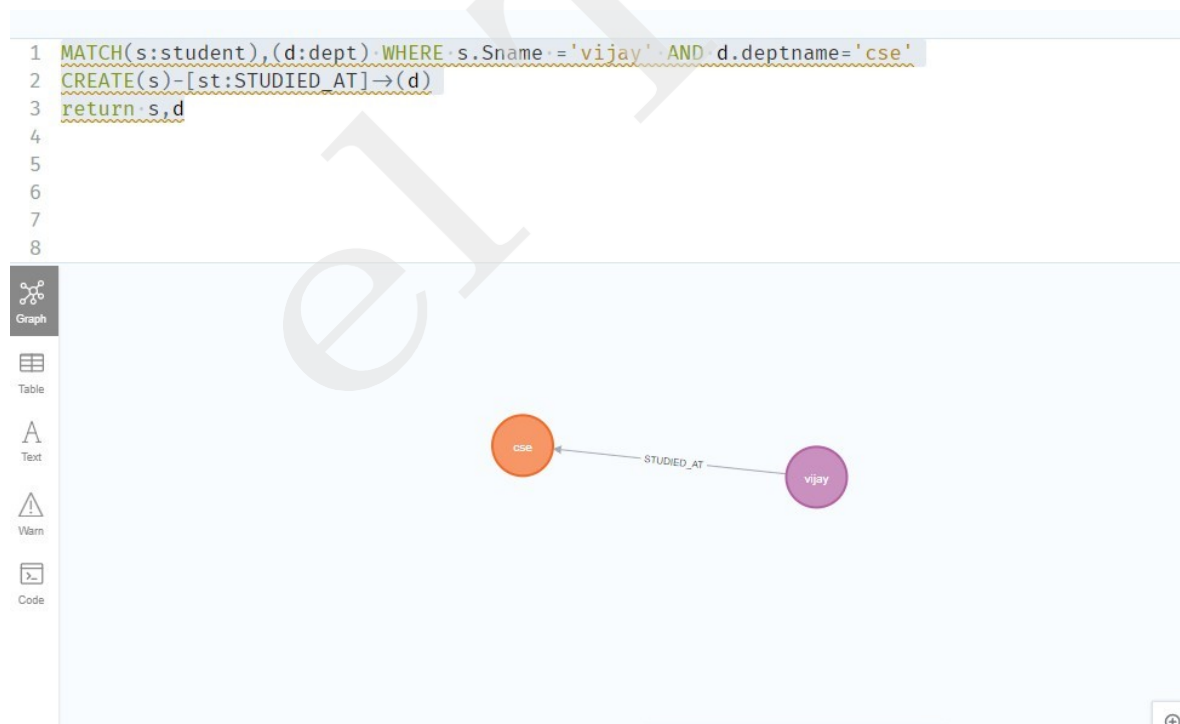 1 MATCH(s:student),(d:dept) WHERE s.Sname ='vijay' AND d.deptname='cse'
2 CREATE(s)-[st:STUDIED_AT]→(d)
3 return s,d
4
5
6
7
8
Graph
Table
A
Text
Warn
Code
cse
STUDIED_AT
vijay
el